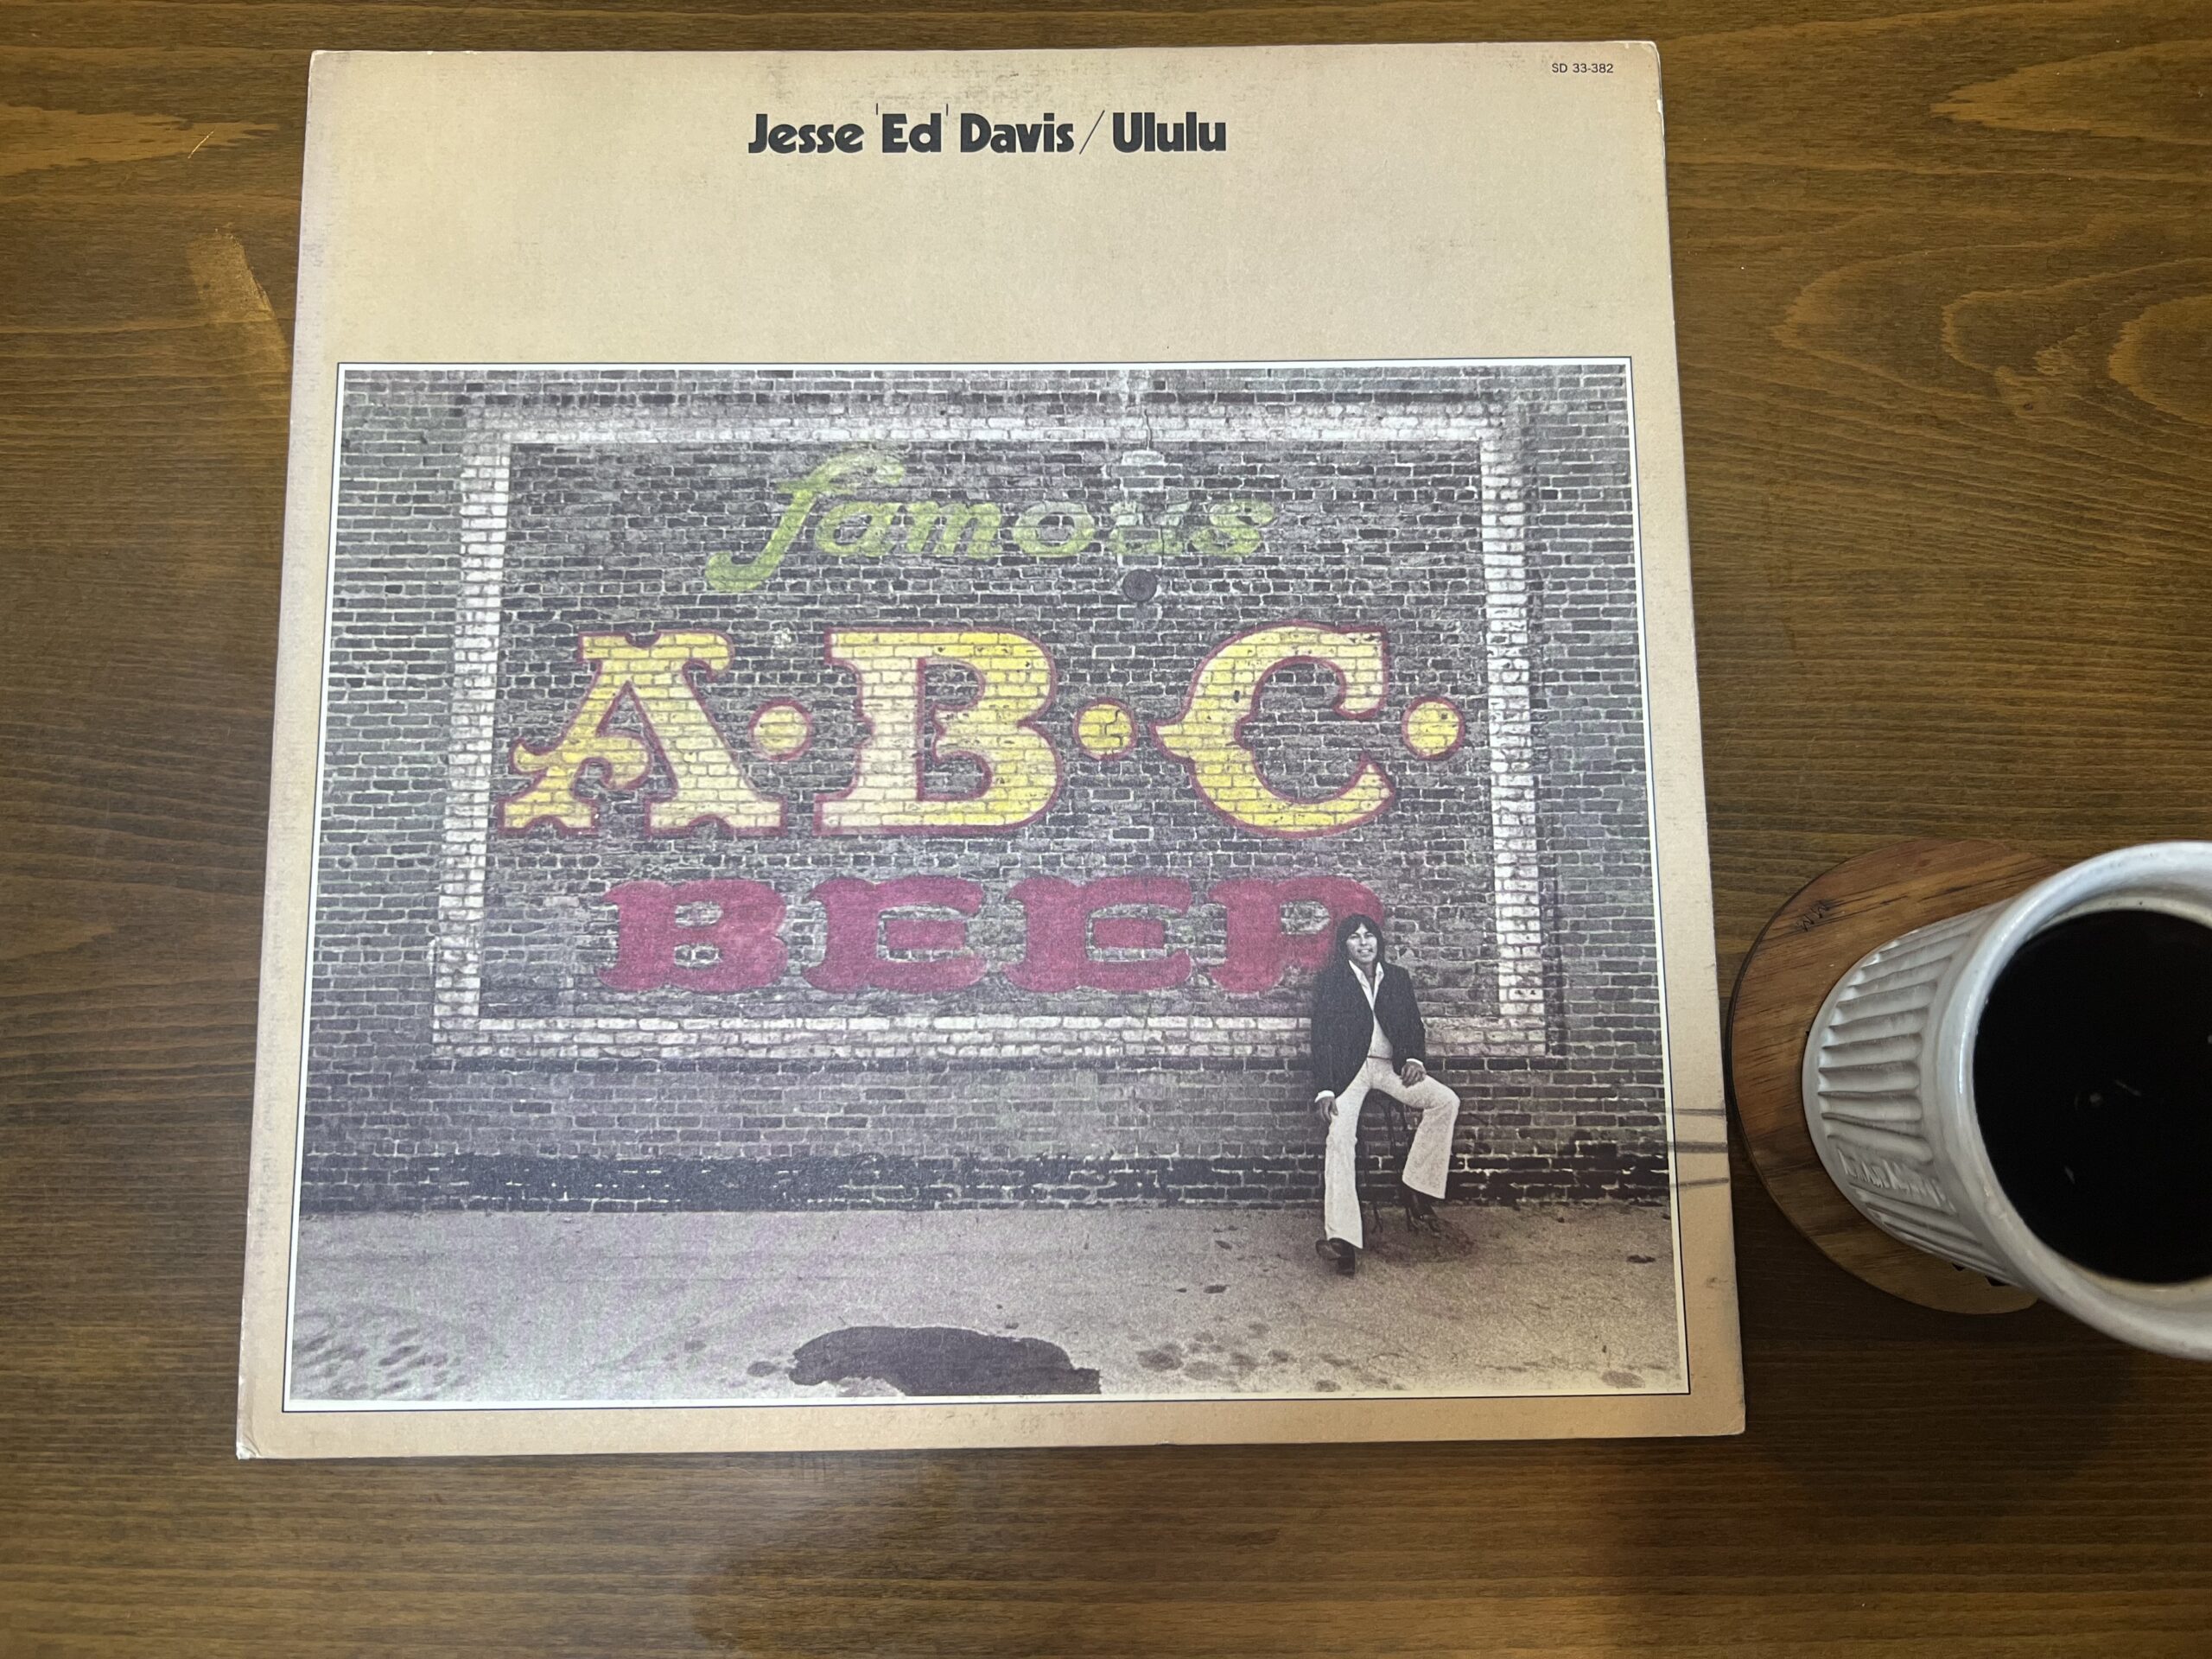 SD 33-382
Jesse 'Ed' Davis/Ululu
famous
A·B·C·
BEER